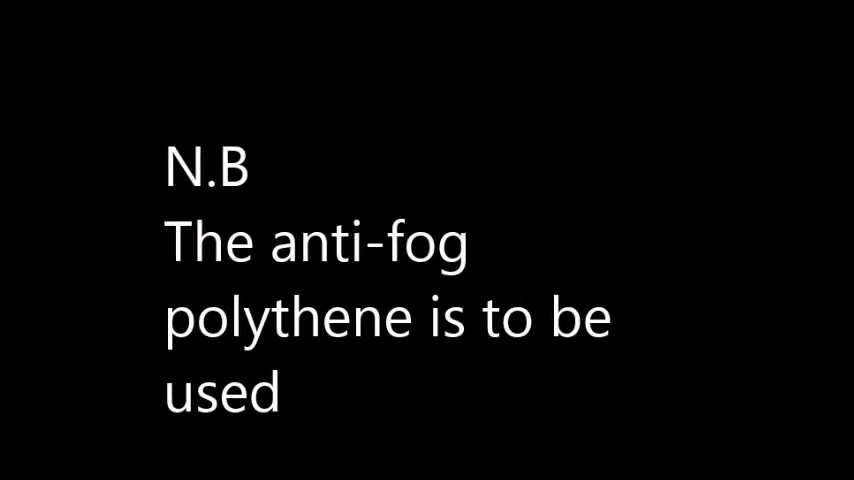 N.B
The anti-fog
polythene is to be
used